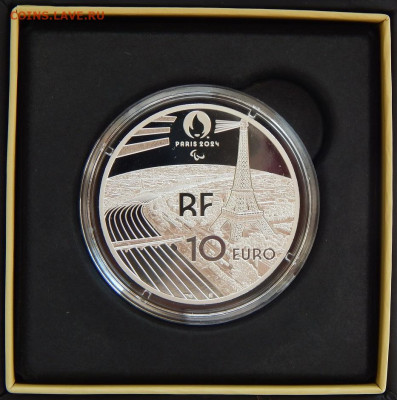 COINS.LAVE.RU
PARIS 2024
RF
10 EURO